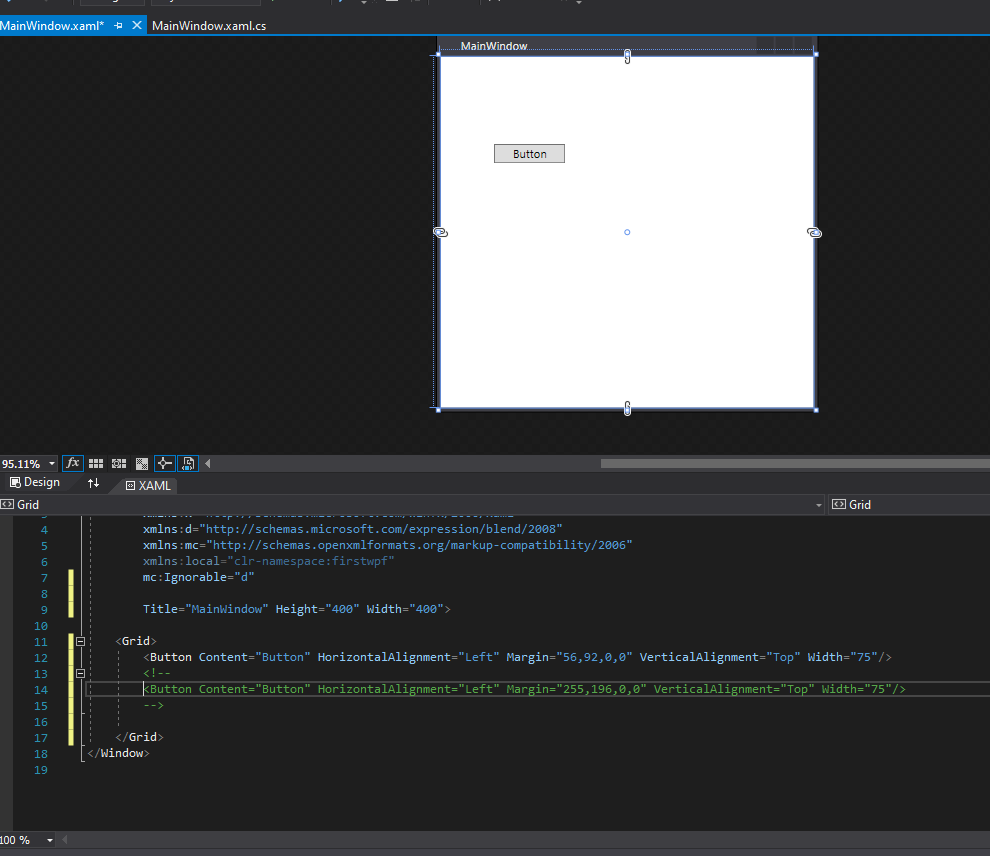 MainWindow.xaml* MainWindow.xaml.cs
MainWindow
Button
95.11% fx
Design XAML
Grid Grid
4 xmlns:d="http://schemas.microsoft.com/expression/blend/2008"
5 xmlns:mc="http://schemas.openxmlformats.org/markup-compatibility/2006"
6 xmlns:local="clr-namespace:firstwpf"
7 mc:Ignorable="d"
8
9 Title="MainWindow" Height="400" Width="400">
10
11 <Grid>
12 <Button Content="Button" HorizontalAlignment="Left" Margin="56,92,0,0" VerticalAlignment="Top" Width="75"/>
13 <!--
14 <Button Content="Button" HorizontalAlignment="Left" Margin="255,196,0,0" VerticalAlignment="Top" Width="75"/>
15 -->
16
17 </Grid>
18 </Window>
19
100 %